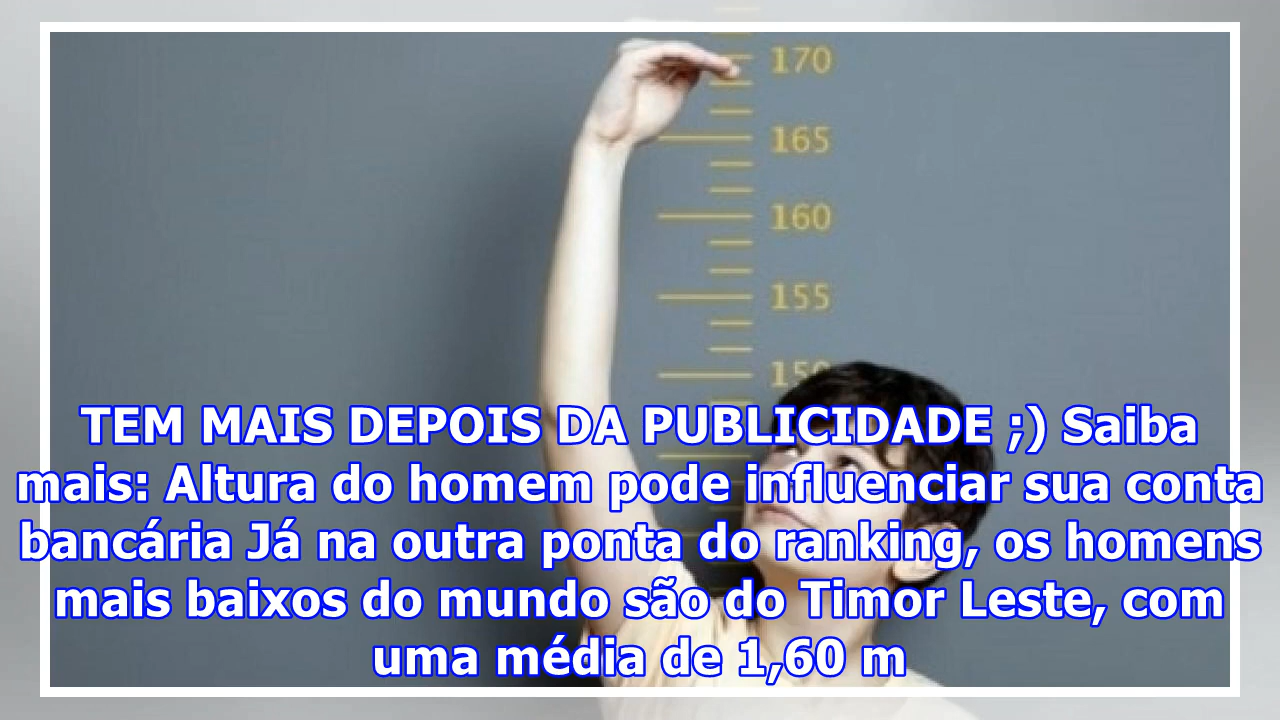 170
165
160
155
150
TEM MAIS DEPOIS DA PUBLICIDADE ;) Saiba
mais: Altura do homem pode influenciar sua conta
bancária Já na outra ponta do ranking, os homens
mais baixos do mundo são do Timor Leste, com
uma média de 1,60 m